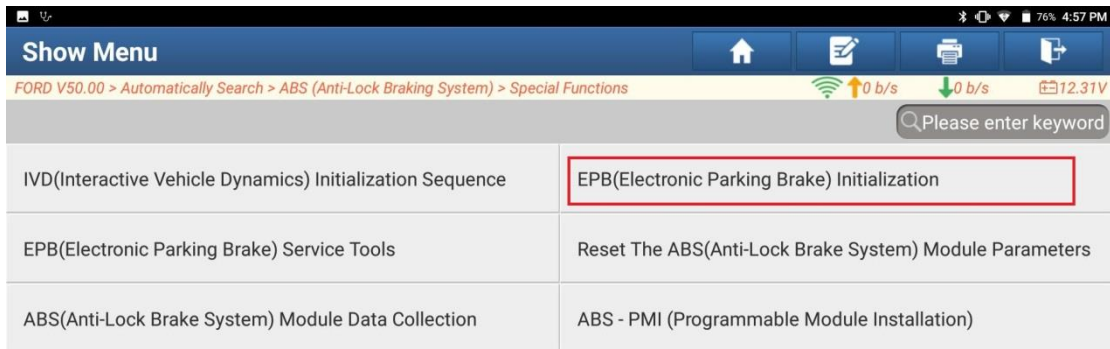 76% 4:57 PM
Show Menu
FORD V50.00 > Automatically Search > ABS (Anti-Lock Braking System) > Special Functions 0 b/s 0 b/s 12.31V
Please enter keyword
IVD(Interactive Vehicle Dynamics) Initialization Sequence EPB(Electronic Parking Brake) Initialization
EPB(Electronic Parking Brake) Service Tools Reset The ABS(Anti-Lock Brake System) Module Parameters
ABS(Anti-Lock Brake System) Module Data Collection ABS - PMI (Programmable Module Installation)